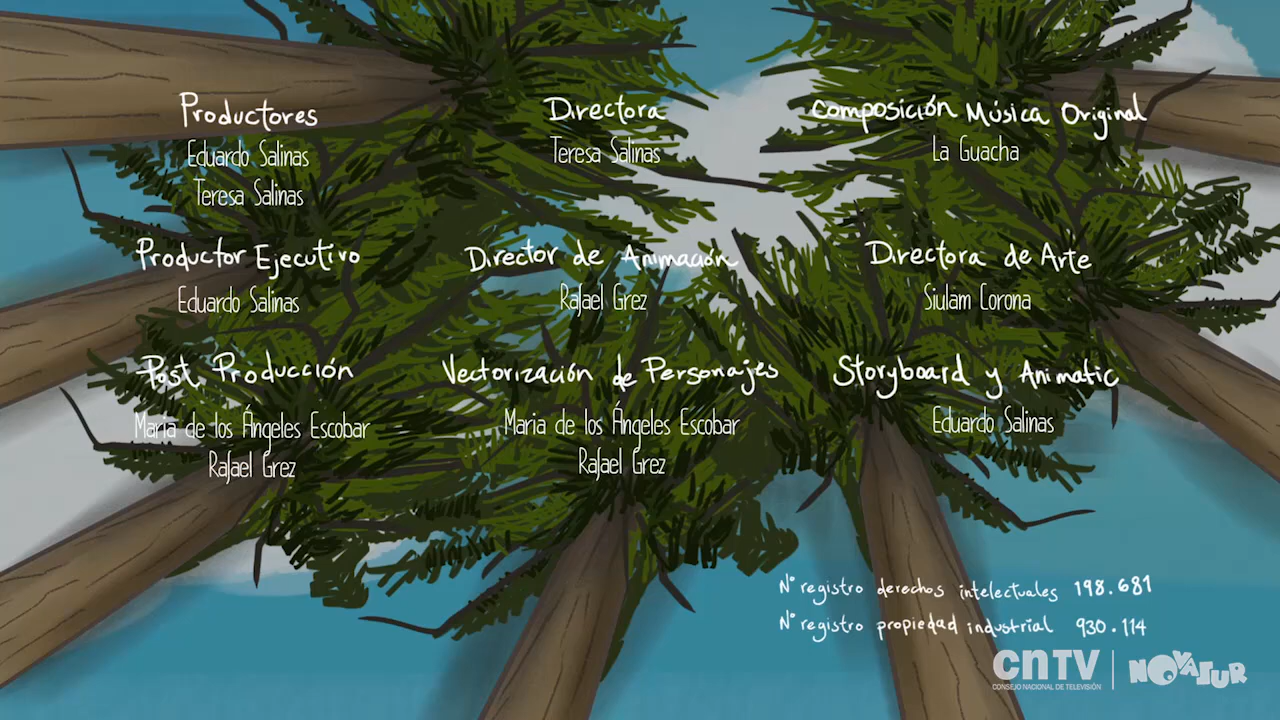 Productores
Eduardo Salinas
Teresa Salinas
Directora
Teresa Salinas
Composición Música Original
La Guacha
Productor Ejecutivo
Eduardo Salinas
Director de Animación
Rafael Grez
Directora de Arte
Siulam Corona
Post Producción
Maria de los Ángeles Escobar
Rafael Grez
Vectorización de Personajes
Maria de los Ángeles Escobar
Rafael Grez
Storyboard y Animatic
Eduardo Salinas
N° registro derechos intelectuales 198.681
N° registro propiedad industrial 930.114
CNTV
CONSEJO NACIONAL DE TELEVISIÓN
NOVASUR